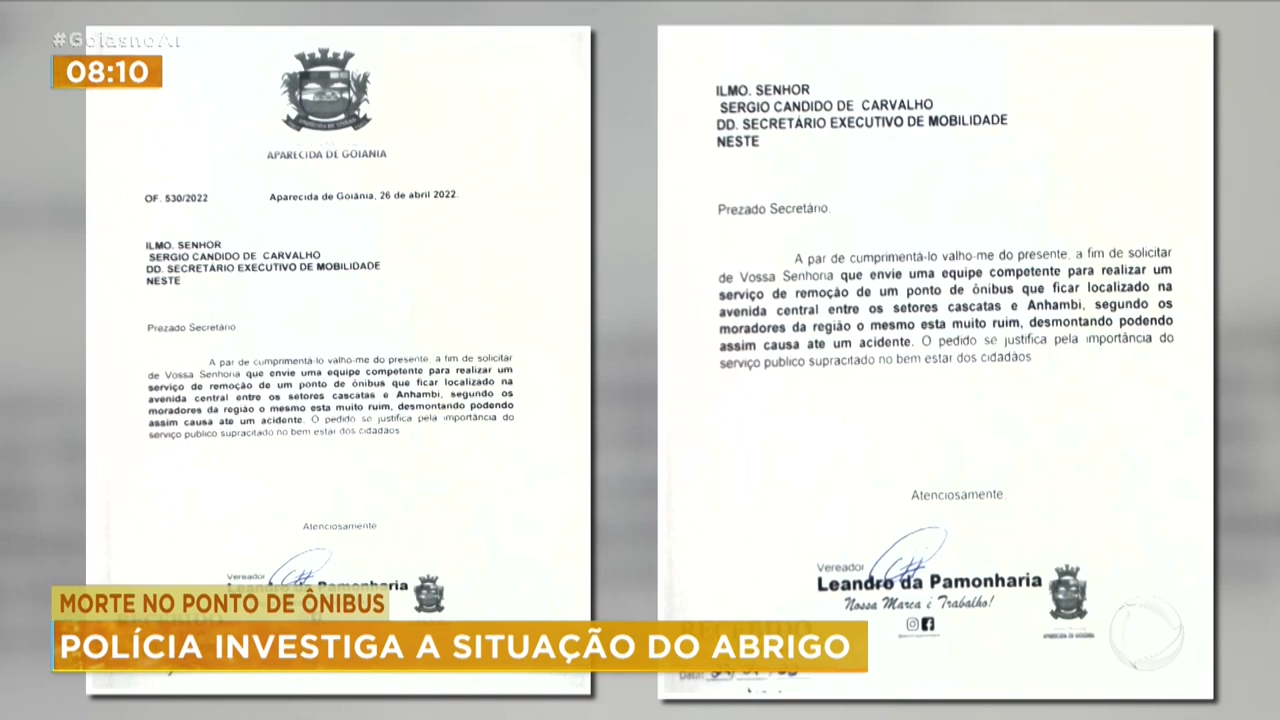 #GoiásnoAr
08:10
APARECIDA DE GOIANIA
OF. 530/2022 Aparecida de Goiânia, 26 de abril 2022.
ILMO. SENHOR
SERGIO CANDIDO DE CARVALHO
DD. SECRETÁRIO EXECUTIVO DE MOBILIDADE
NESTE
Prezado Secretário.
A par de cumprimentá-lo valho-me do presente, a fim de solicitar
de Vossa Senhoria que envie uma equipe competente para realizar um
serviço de remoção de um ponto de ônibus que ficar localizado na
avenida central entre os setores cascatas e Anhambi, segundo os
moradores da região o mesmo esta muito ruim, desmontando podendo
assim causa ate um acidente. O pedido se justifica pela importância do
serviço publico supracitado no bem estar dos cidadãos
Atenciosamente
Vereador
Leandro da Pamonharia
RECEBIDO
ILMO. SENHOR
SERGIO CANDIDO DE CARVALHO
DD. SECRETÁRIO EXECUTIVO DE MOBILIDADE
NESTE
Prezado Secretário.
A par de cumprimentá-lo valho-me do presente, a fim de solicitar
de Vossa Senhoria que envie uma equipe competente para realizar um
serviço de remoção de um ponto de ônibus que ficar localizado na
avenida central entre os setores cascatas e Anhambi, segundo os
moradores da região o mesmo esta muito ruim, desmontando podendo
assim causa ate um acidente. O pedido se justifica pela importância do
serviço publico supracitado no bem estar dos cidadãos
Atenciosamente.
Vereador
Leandro da Pamonharia
Nossa Marca é Trabalho!
APARECIDA DE GOIANIA
RECEBIDO
Data:
MORTE NO PONTO DE ÔNIBUS
POLÍCIA INVESTIGA A SITUAÇÃO DO ABRIGO